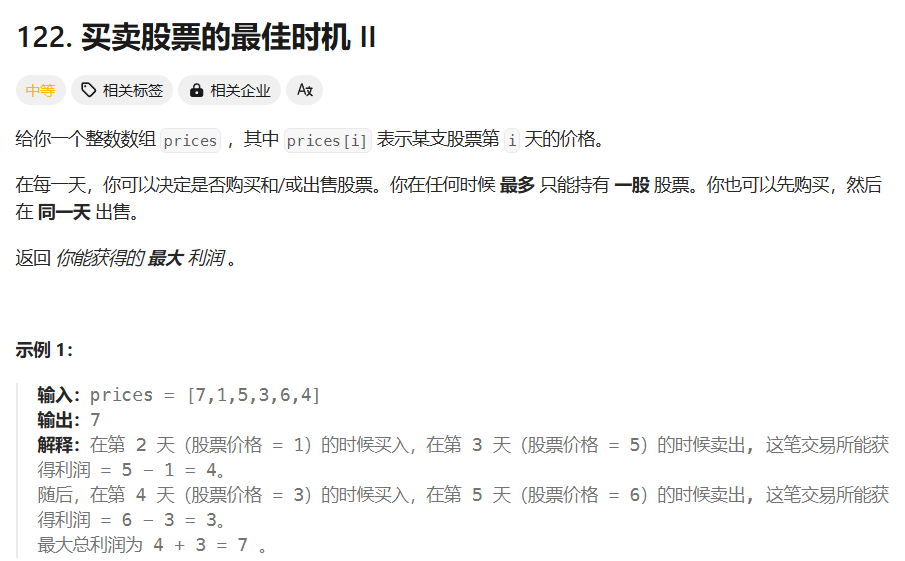 122. 买卖股票的最佳时机 II
中等 相关标签 相关企业 Az
给你一个整数数组 prices ，其中 prices[i] 表示某支股票第 i 天的价格。
在每一天，你可以决定是否购买和/或出售股票。你在任何时候 最多 只能持有 一股 股票。你也可以先购买，然后
在 同一天 出售。
返回 你能获得的 最大 利润 。
示例 1：
输入：prices = [7,1,5,3,6,4]
输出：7
解释：在第 2 天（股票价格 = 1）的时候买入，在第 3 天（股票价格 = 5）的时候卖出, 这笔交易所能获
得利润 = 5 - 1 = 4。
随后，在第 4 天（股票价格 = 3）的时候买入，在第 5 天（股票价格 = 6）的时候卖出, 这笔交易所能获
得利润 = 6 - 3 = 3。
最大总利润为 4 + 3 = 7 。